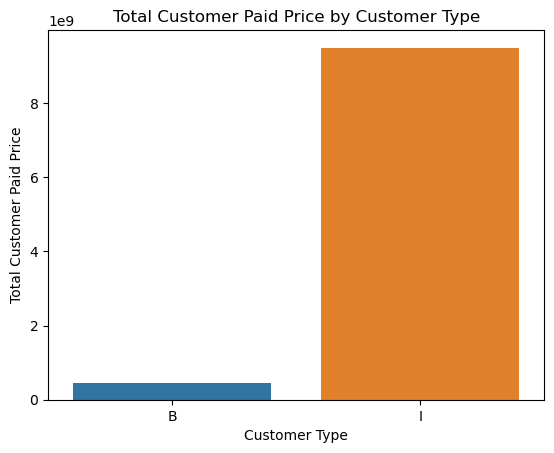 Total Customer Paid Price by Customer Type
1e9
8
6
4
2
0
Total Customer Paid Price
B
I
Customer Type